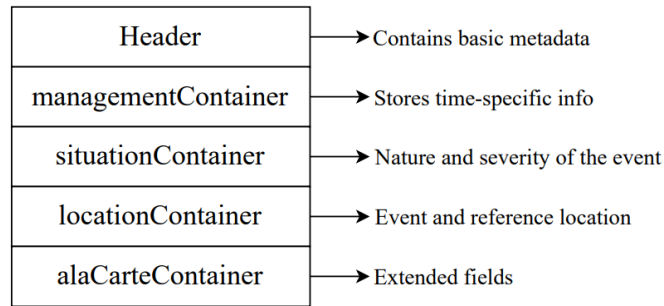 Header
Contains basic metadata
managementContainer
Stores time-specific info
situationContainer
Nature and severity of the event
locationContainer
Event and reference location
alaCarteContainer
Extended fields